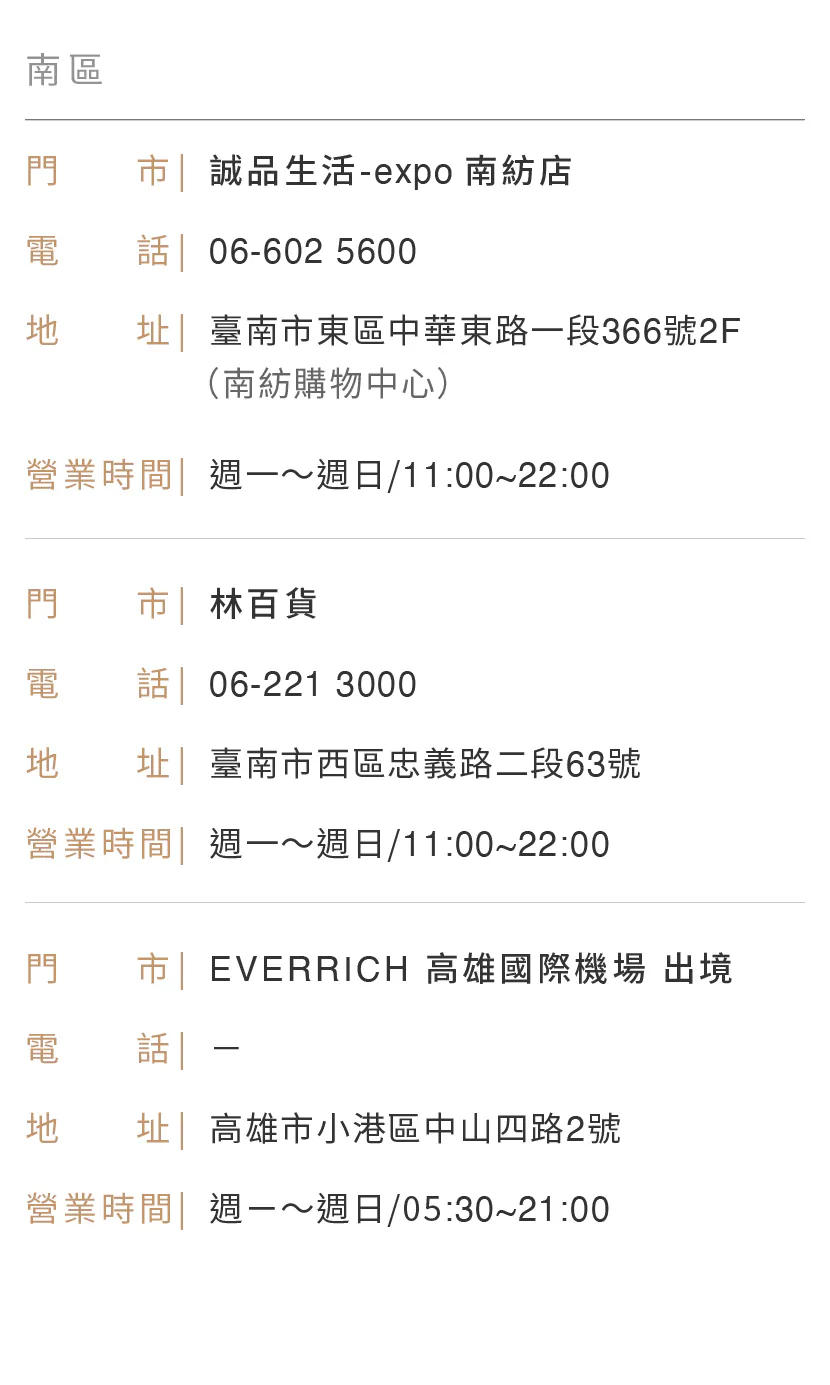 南區
門　　市| 誠品生活-expo 南紡店
電　　話| 06-602 5600
地　　址| 臺南市東區中華東路一段366號2F
（南紡購物中心）
營業時間| 週一～週日/11:00~22:00
門　　市| 林百貨
電　　話| 06-221 3000
地　　址| 臺南市西區忠義路二段63號
營業時間| 週一～週日/11:00~22:00
門　　市| EVERRICH 高雄國際機場 出境
電　　話| －
地　　址| 高雄市小港區中山四路2號
營業時間| 週一～週日/05:30~21:00